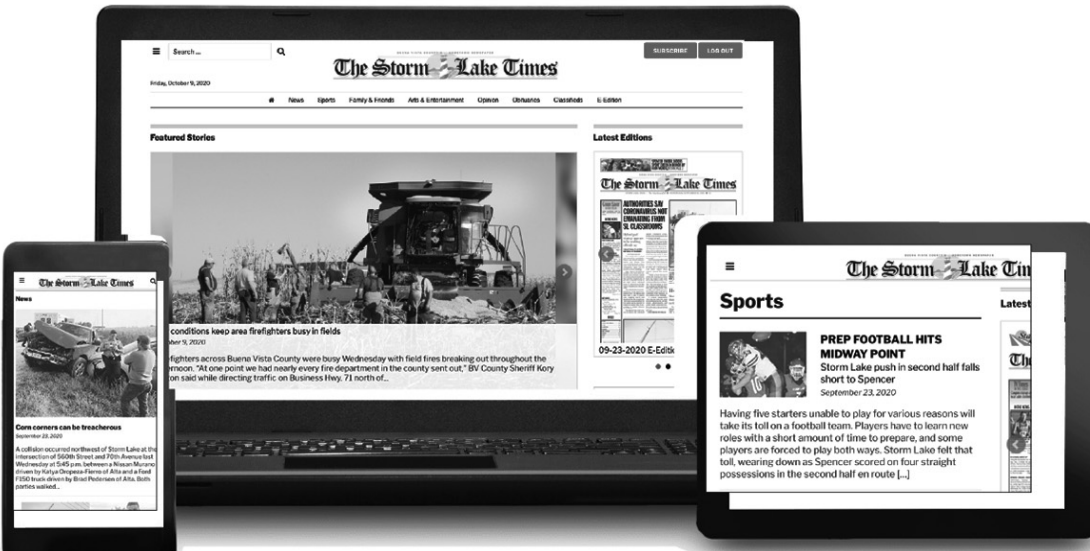 Search ...
SUBSCRIBE
LOG OUT
The Storm Lake Times
Friday, October 9, 2020
News Sports Family & Friends Arts & Entertainment Opinion Obituaries Classifieds E-Edition
Featured Stories
conditions keep area firefighters busy in fields
ber 9, 2020
efighters across Buena Vista County were busy Wednesday with field fires breaking out throughout the
ernoon. "At one point we had nearly every fire department in the county sent out," BV County Sheriff Kory
on said while directing traffic on Business Hwy. 71 north of...
Latest Editions
The Storm Lake Times
AUTHORITIES SAY
CORONAVIRUS NOT
EMANATING FROM
SL CLASSROOMS
09-23-2020 E-Editi
The Storm Lake Times
News
Corn corners can be treacherous
September 23, 2020
A collision occurred northwest of Storm Lake at the
intersection of 560th Street and 70th Avenue last
Wednesday at 5:45 p.m. between a Nissan Murano
driven by Katya Oropeza-Fierro of Alta and a Ford
F150 truck driven by Brad Pedersen of Alta. Both
parties walked...
The Storm Lake Tim
Sports
Latest
The
PREP FOOTBALL HITS
MIDWAY POINT
Storm Lake push in second half falls
short to Spencer
September 23, 2020
Having five starters unable to play for various reasons will
take its toll on a football team. Players have to learn new
roles with a short amount of time to prepare, and some
players are forced to play both ways. Storm Lake felt that
toll, wearing down as Spencer scored on four straight
possessions in the second half en route [...]